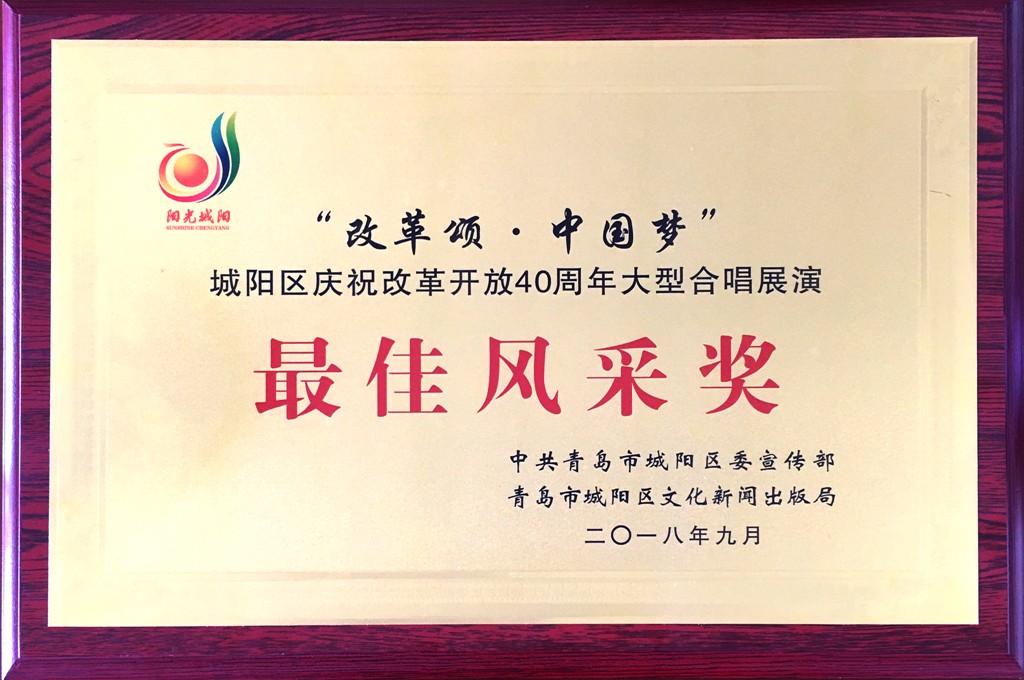 阳光城阳
SUNSHINE CHENGYANG
“改革颂·中国梦”
城阳区庆祝改革开放40周年大型合唱展演
最佳风采奖
中共青岛市城阳区委宣传部
青岛市城阳区文化新闻出版局
二〇一八年九月